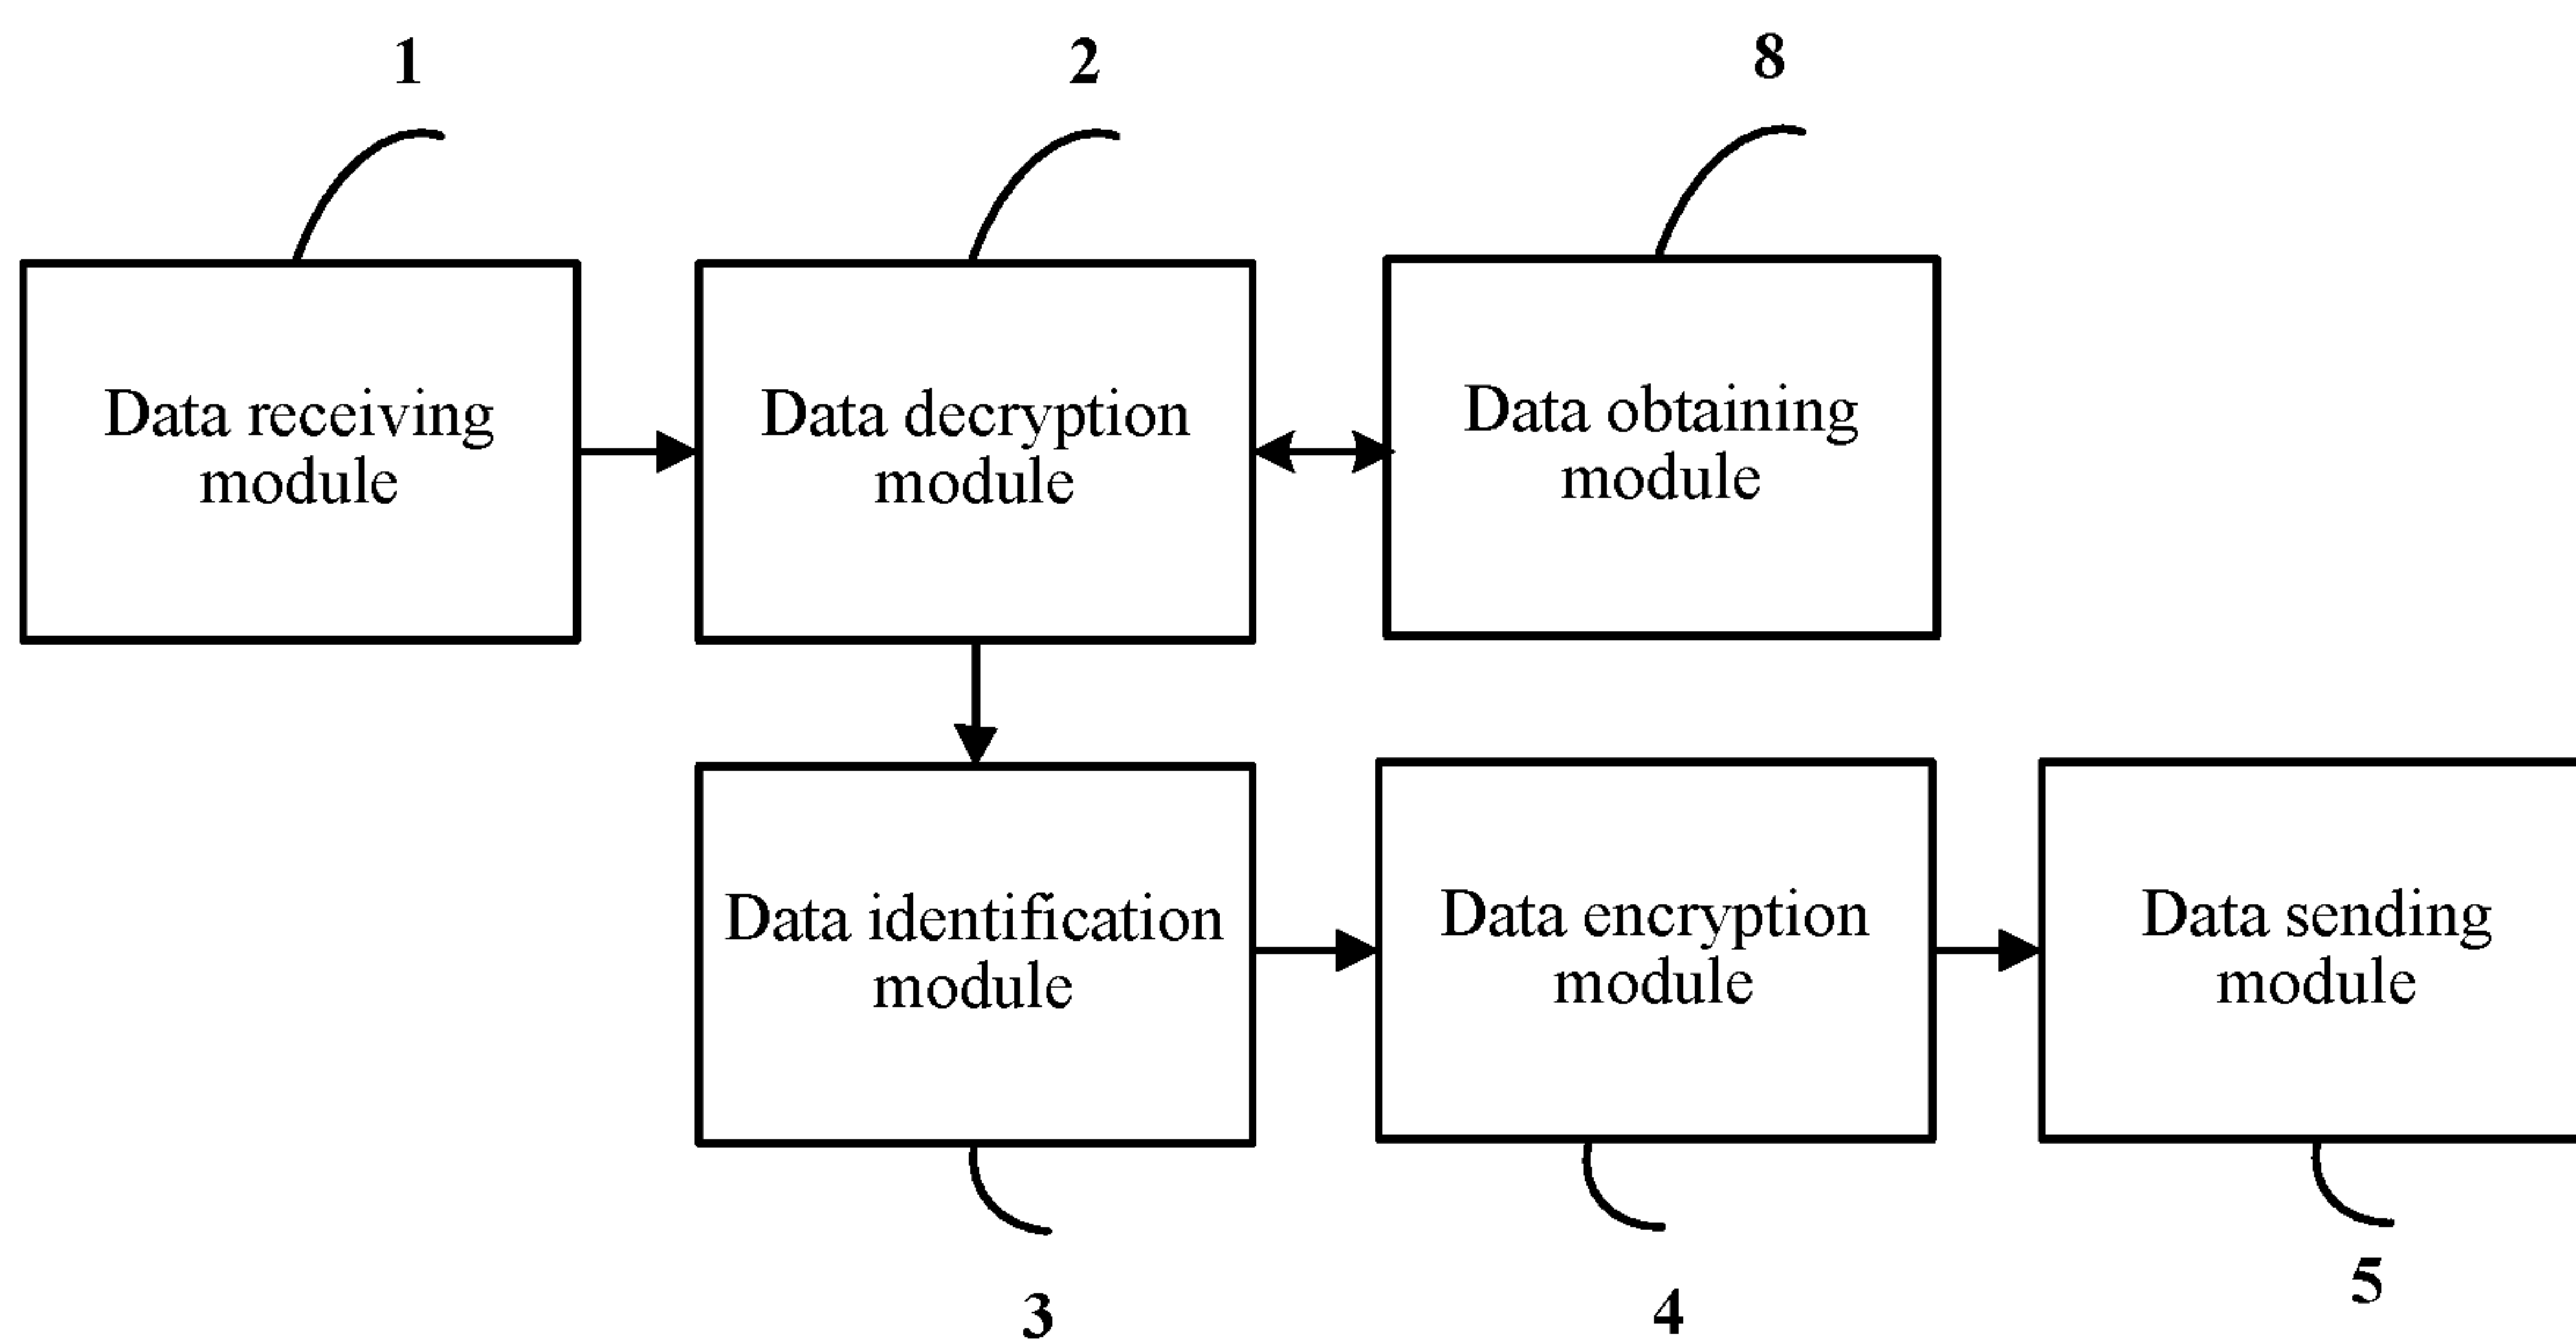 1
2
8
Data receiving
module
Data decryption
module
Data obtaining
module
Data identification
module
Data encryption
module
Data sending
module
3
4
5